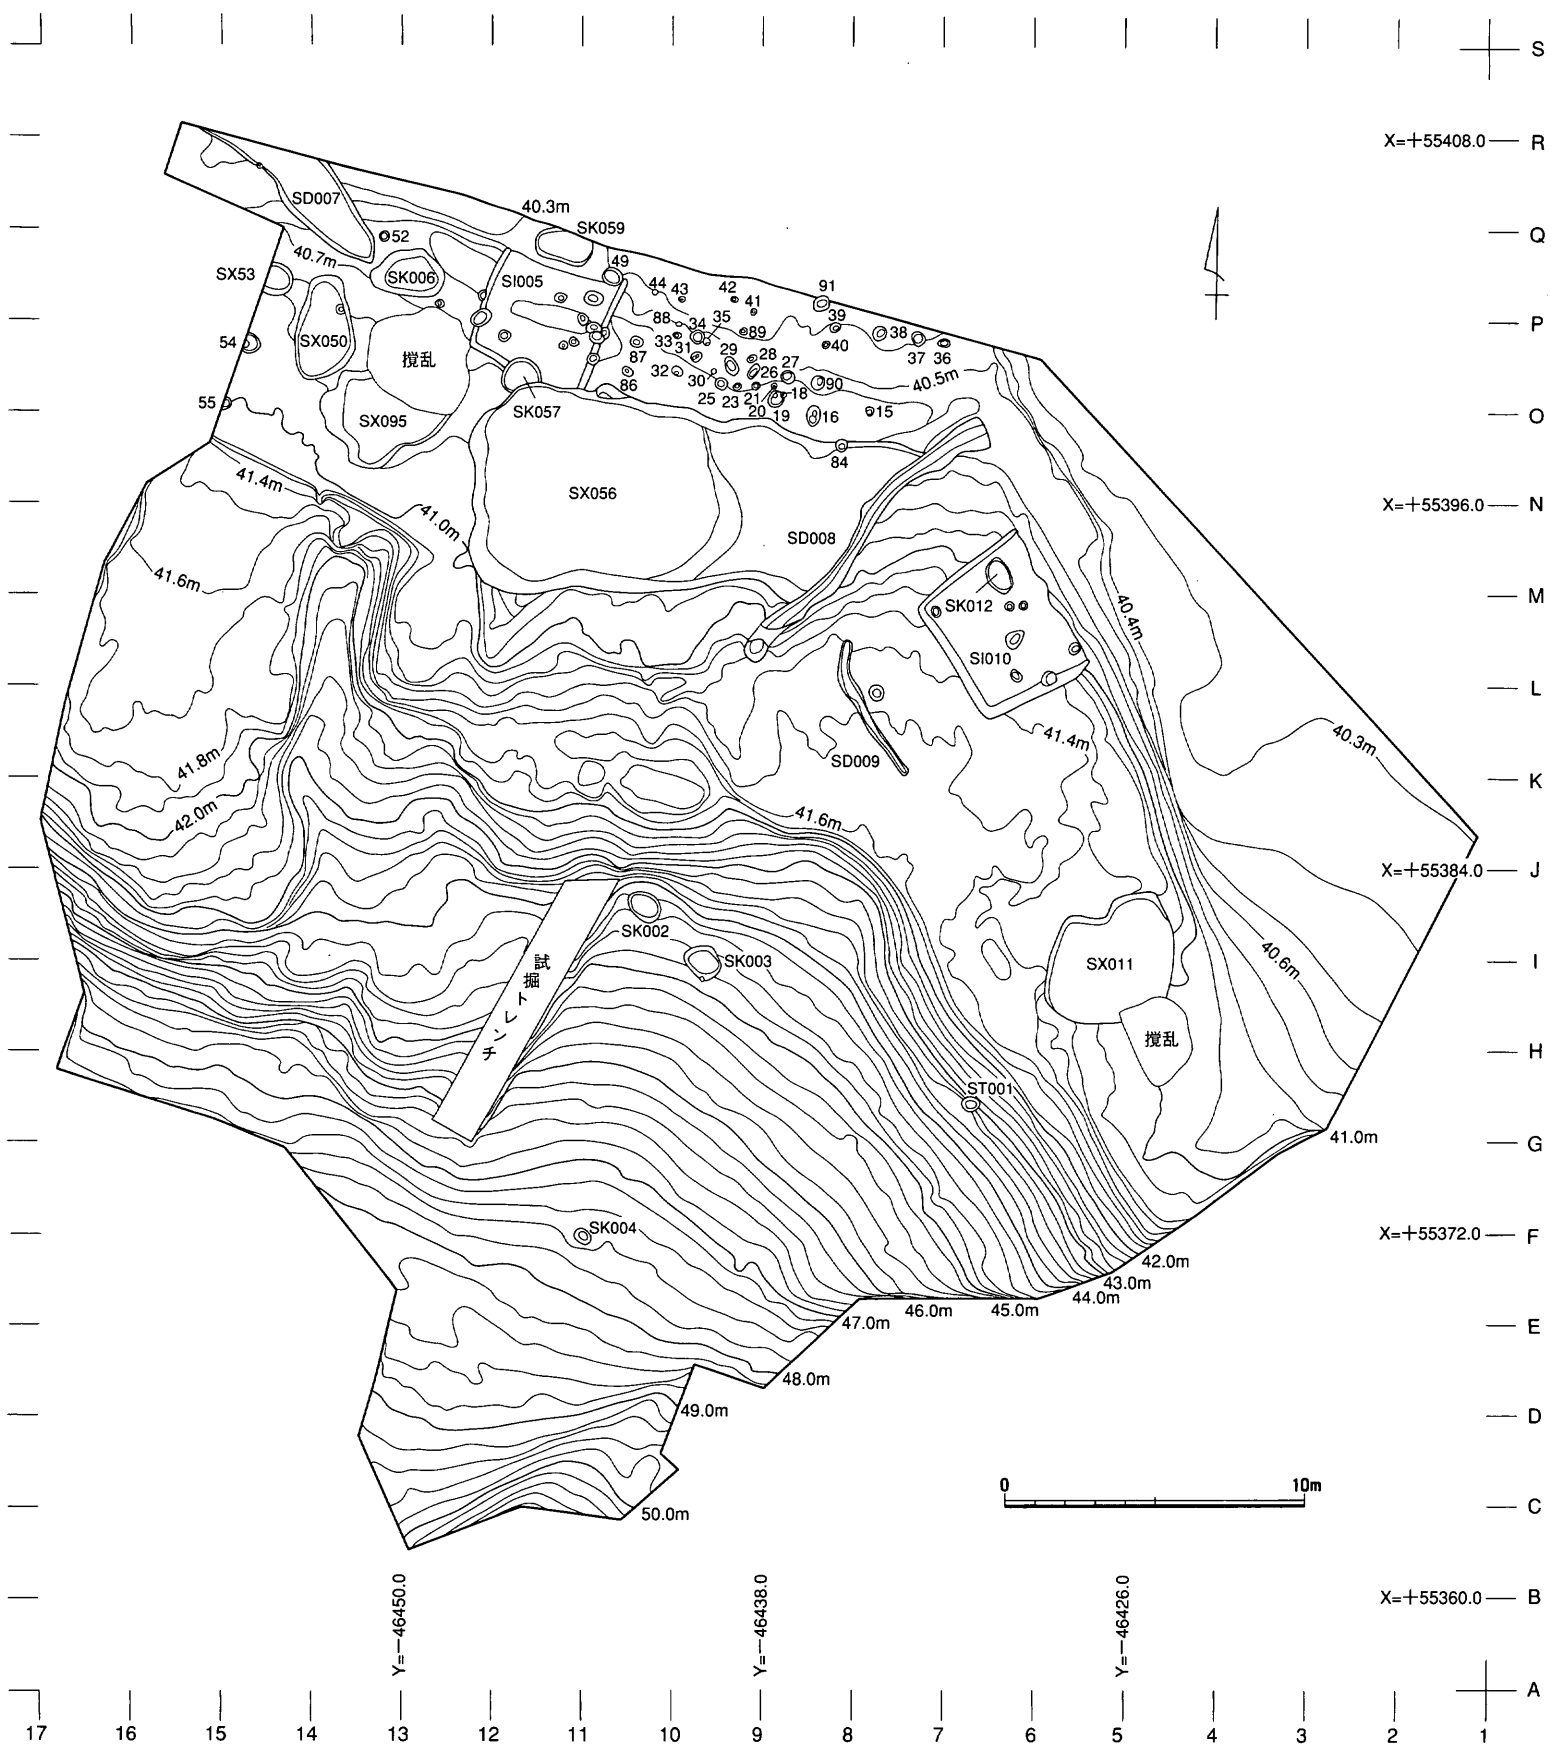 S
X=+55408.0 R
SD007
40.3m
SK059
52
Q
40.7m
SX53
SK006
SI005
49
44
43
42
41
91
39
88
34
35
89
38
P
54
SX050
攪乱
33
31
87
29
28
27
40
37
36
32
30
26
90
40.5m
86
25
23
21
18
55
SX095
SK057
20
19
16
15
O
84
41.4m
SX056
41.0m
X=+55396.0 N
SD008
41.6m
SK012
40.4m
M
SI010
L
41.8m
SD009
41.4m
40.3m
K
42.0m
41.6m
X=+55384.0 J
SK002
試掘トレンチ
SK003
SX011
40.6m
I
攪乱
H
ST001
41.0m
G
SK004
X=+55372.0 F
42.0m
43.0m
44.0m
45.0m
46.0m
47.0m
E
48.0m
49.0m
D
0 10m
50.0m
C
Y=-46450.0
Y=-46438.0
Y=-46426.0
X=+55360.0 B
A
17 16 15 14 13 12 11 10 9 8 7 6 5 4 3 2 1